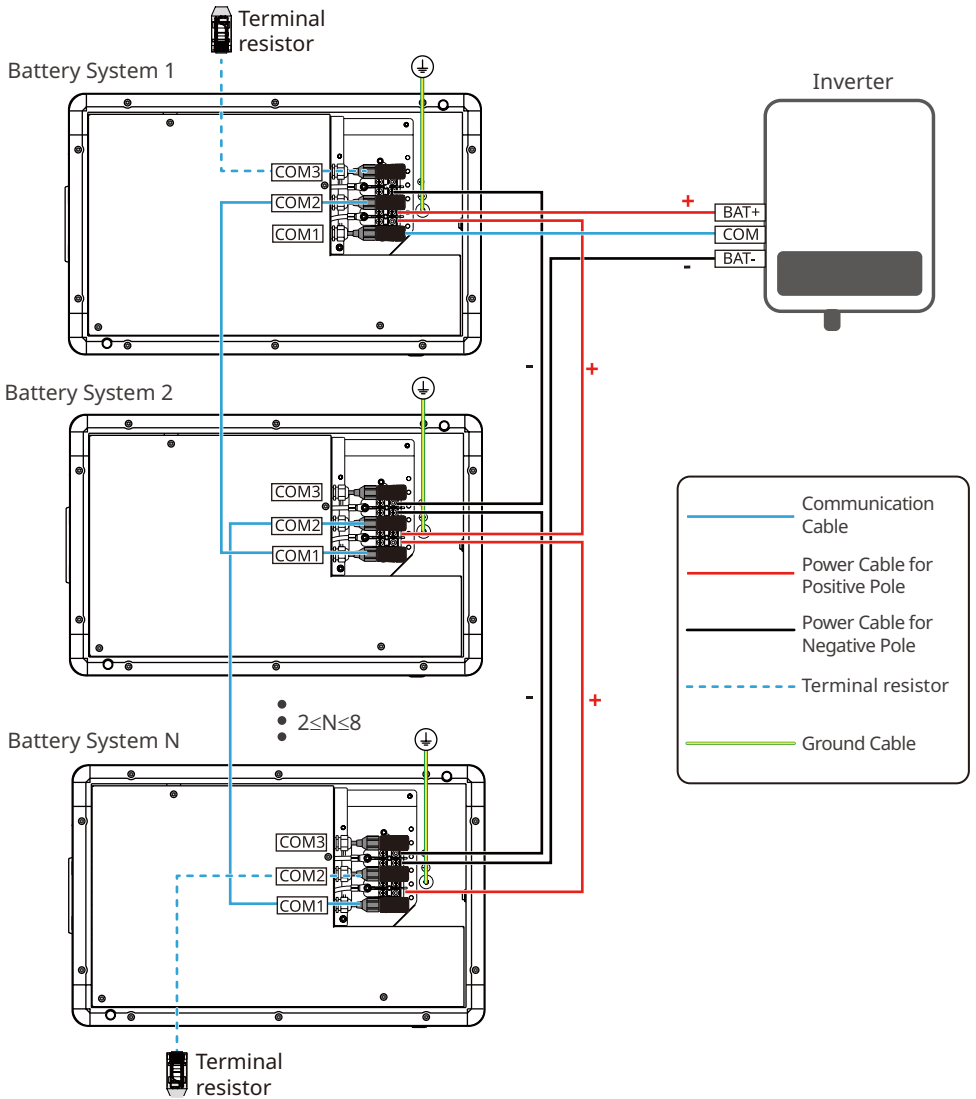 Terminal
resistor
Battery System 1
Inverter
COM3
COM2
COM1
+
BAT+
COM
BAT-
-
-
+
Battery System 2
COM3
COM2
COM1
Communication
Cable
Power Cable for
Positive Pole
Power Cable for
Negative Pole
Terminal resistor
Ground Cable
-
+
2≤N≤8
Battery System N
COM3
COM2
COM1
Terminal
resistor